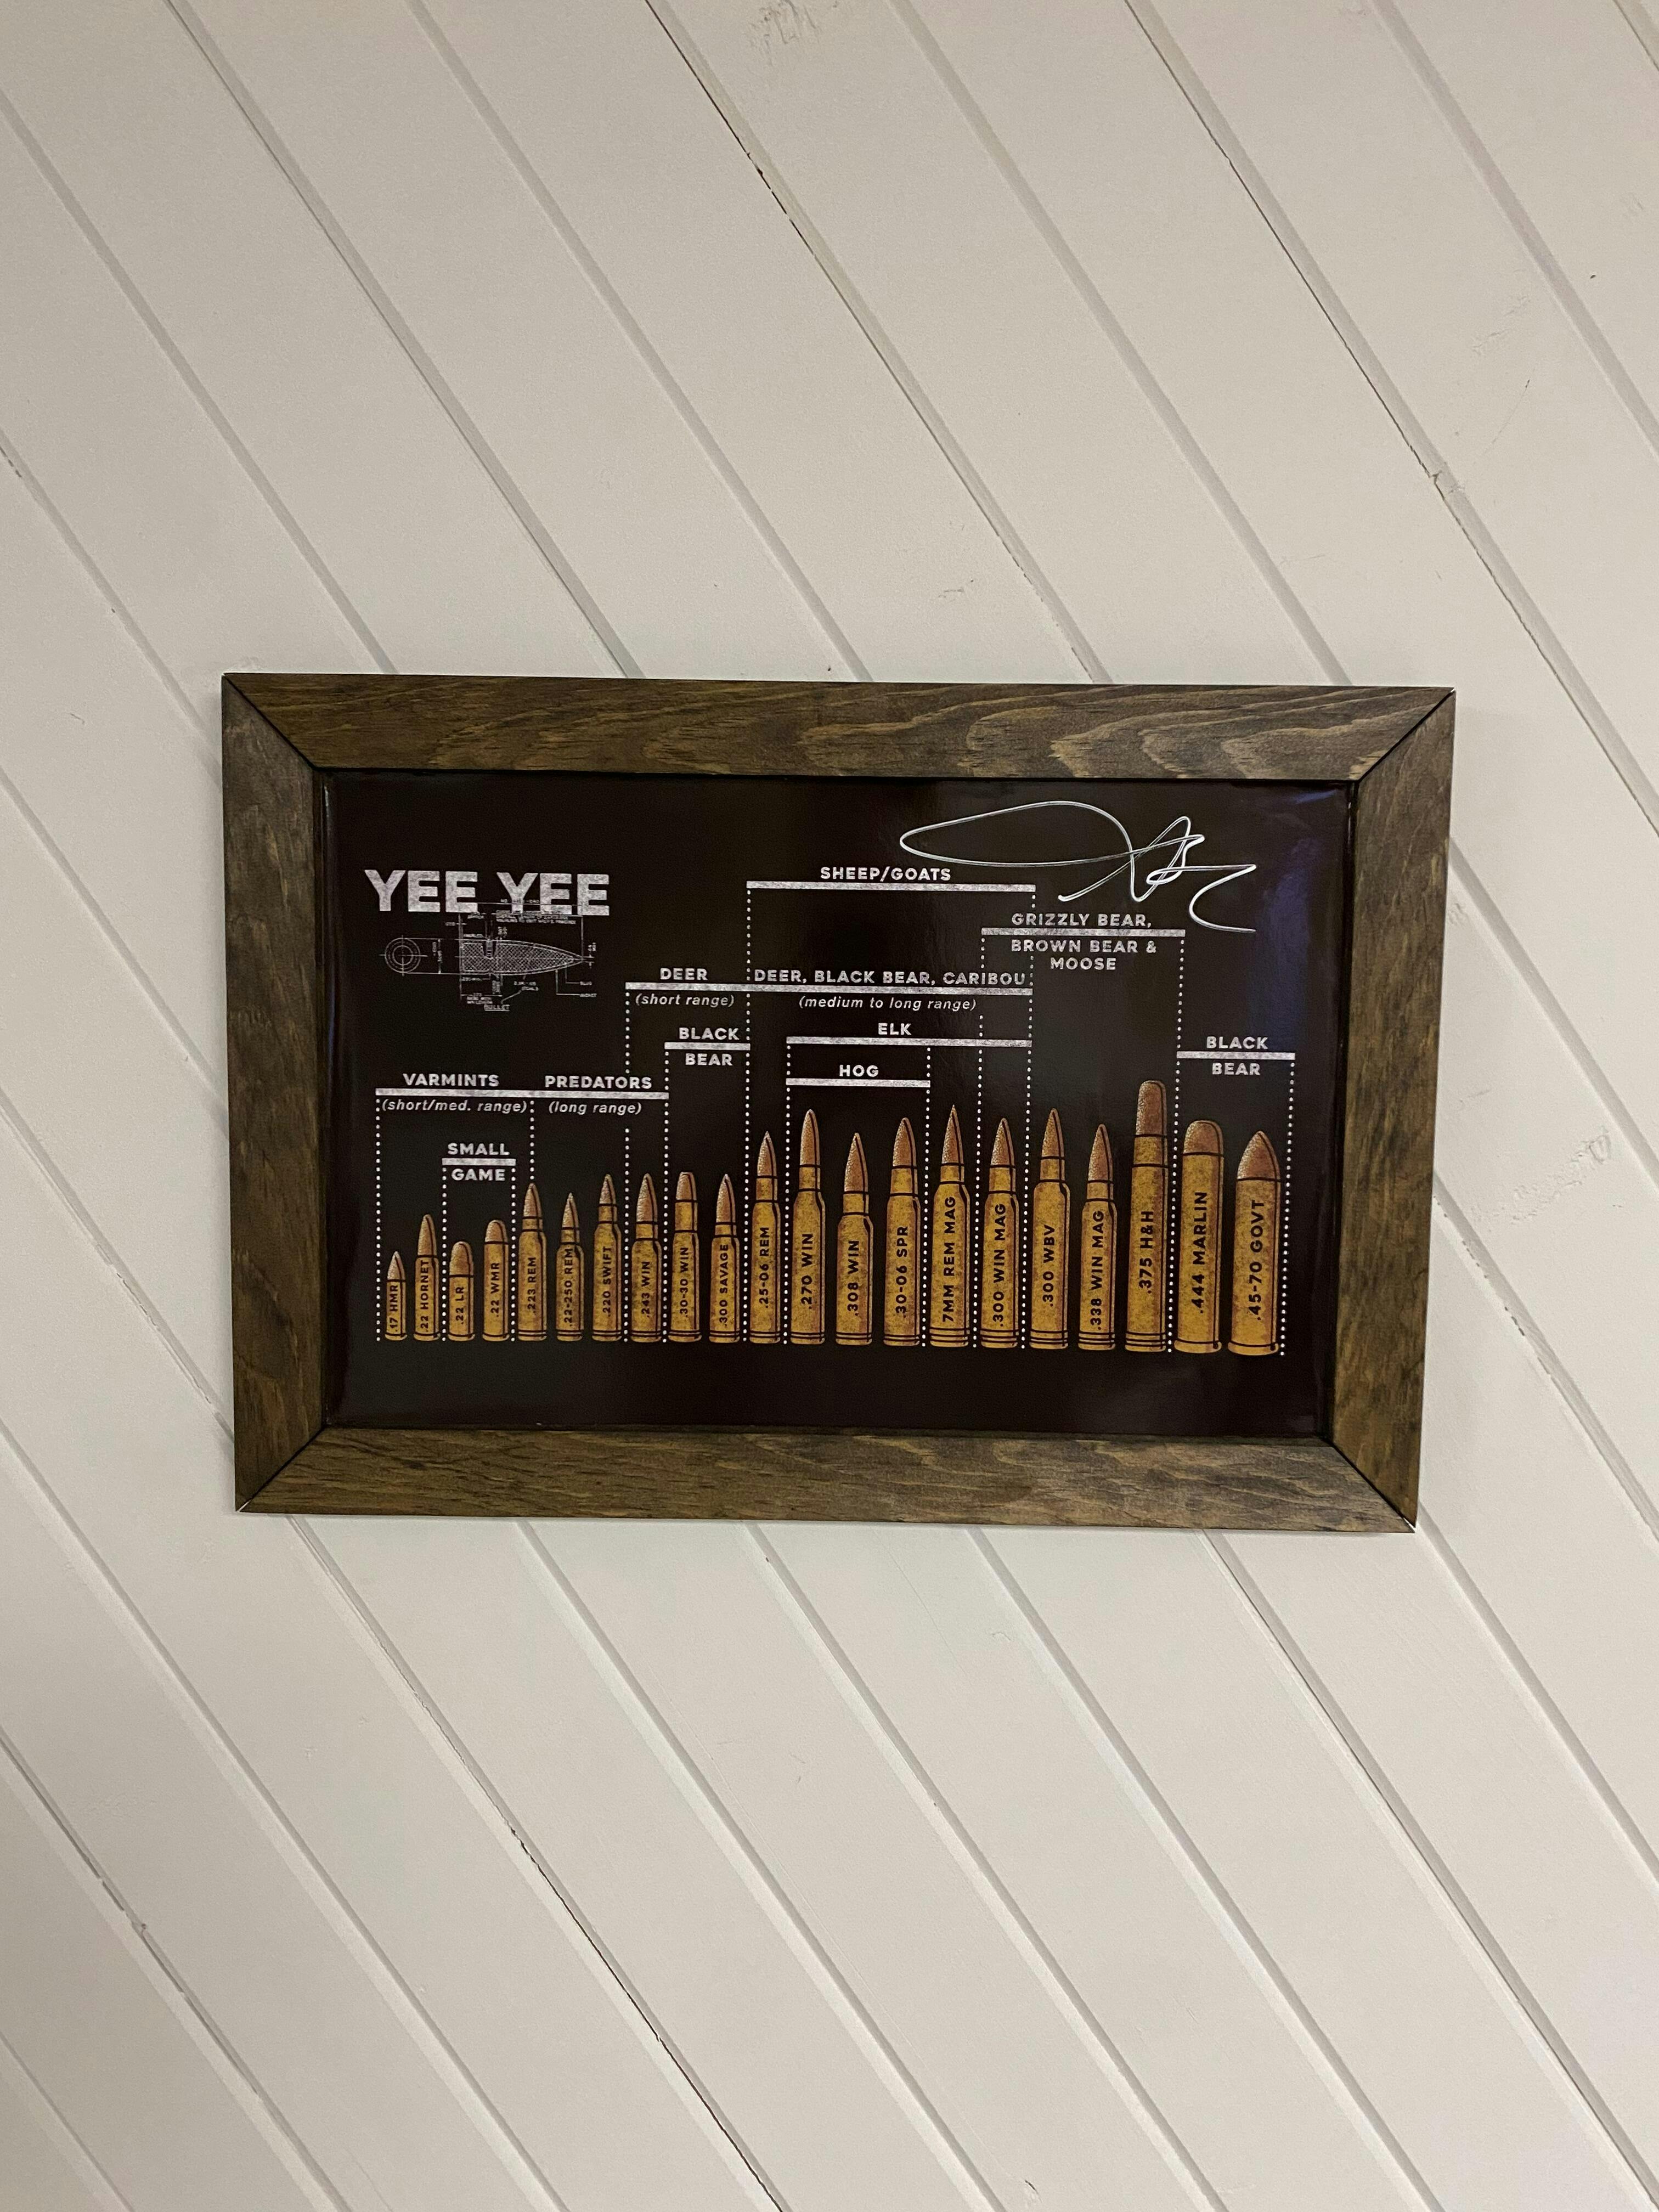 YEE YEE
BULLET
SHEEP/GOATS
GRIZZLY BEAR,
BROWN BEAR &
MOOSE
DEER
(short range)
DEER, BLACK BEAR, CARIBOU
(medium to long range)
BLACK
BEAR
ELK
BLACK
BEAR
HOG
VARMINTS
(short/med. range)
PREDATORS
(long range)
SMALL
GAME
.17 HMR
.22 HORNET
.22 LR
.22 WMR
.223 REM
.22-250 REM
.220 SWIFT
.243 WIN
.30-30 WIN
.300 SAVAGE
.25-06 REM
.270 WIN
.308 WIN
.30-06 SPR
7MM REM MAG
.300 WIN MAG
.300 WBV
.338 WIN MAG
.375 H&H
.444 MARLIN
.45-70 GOVT